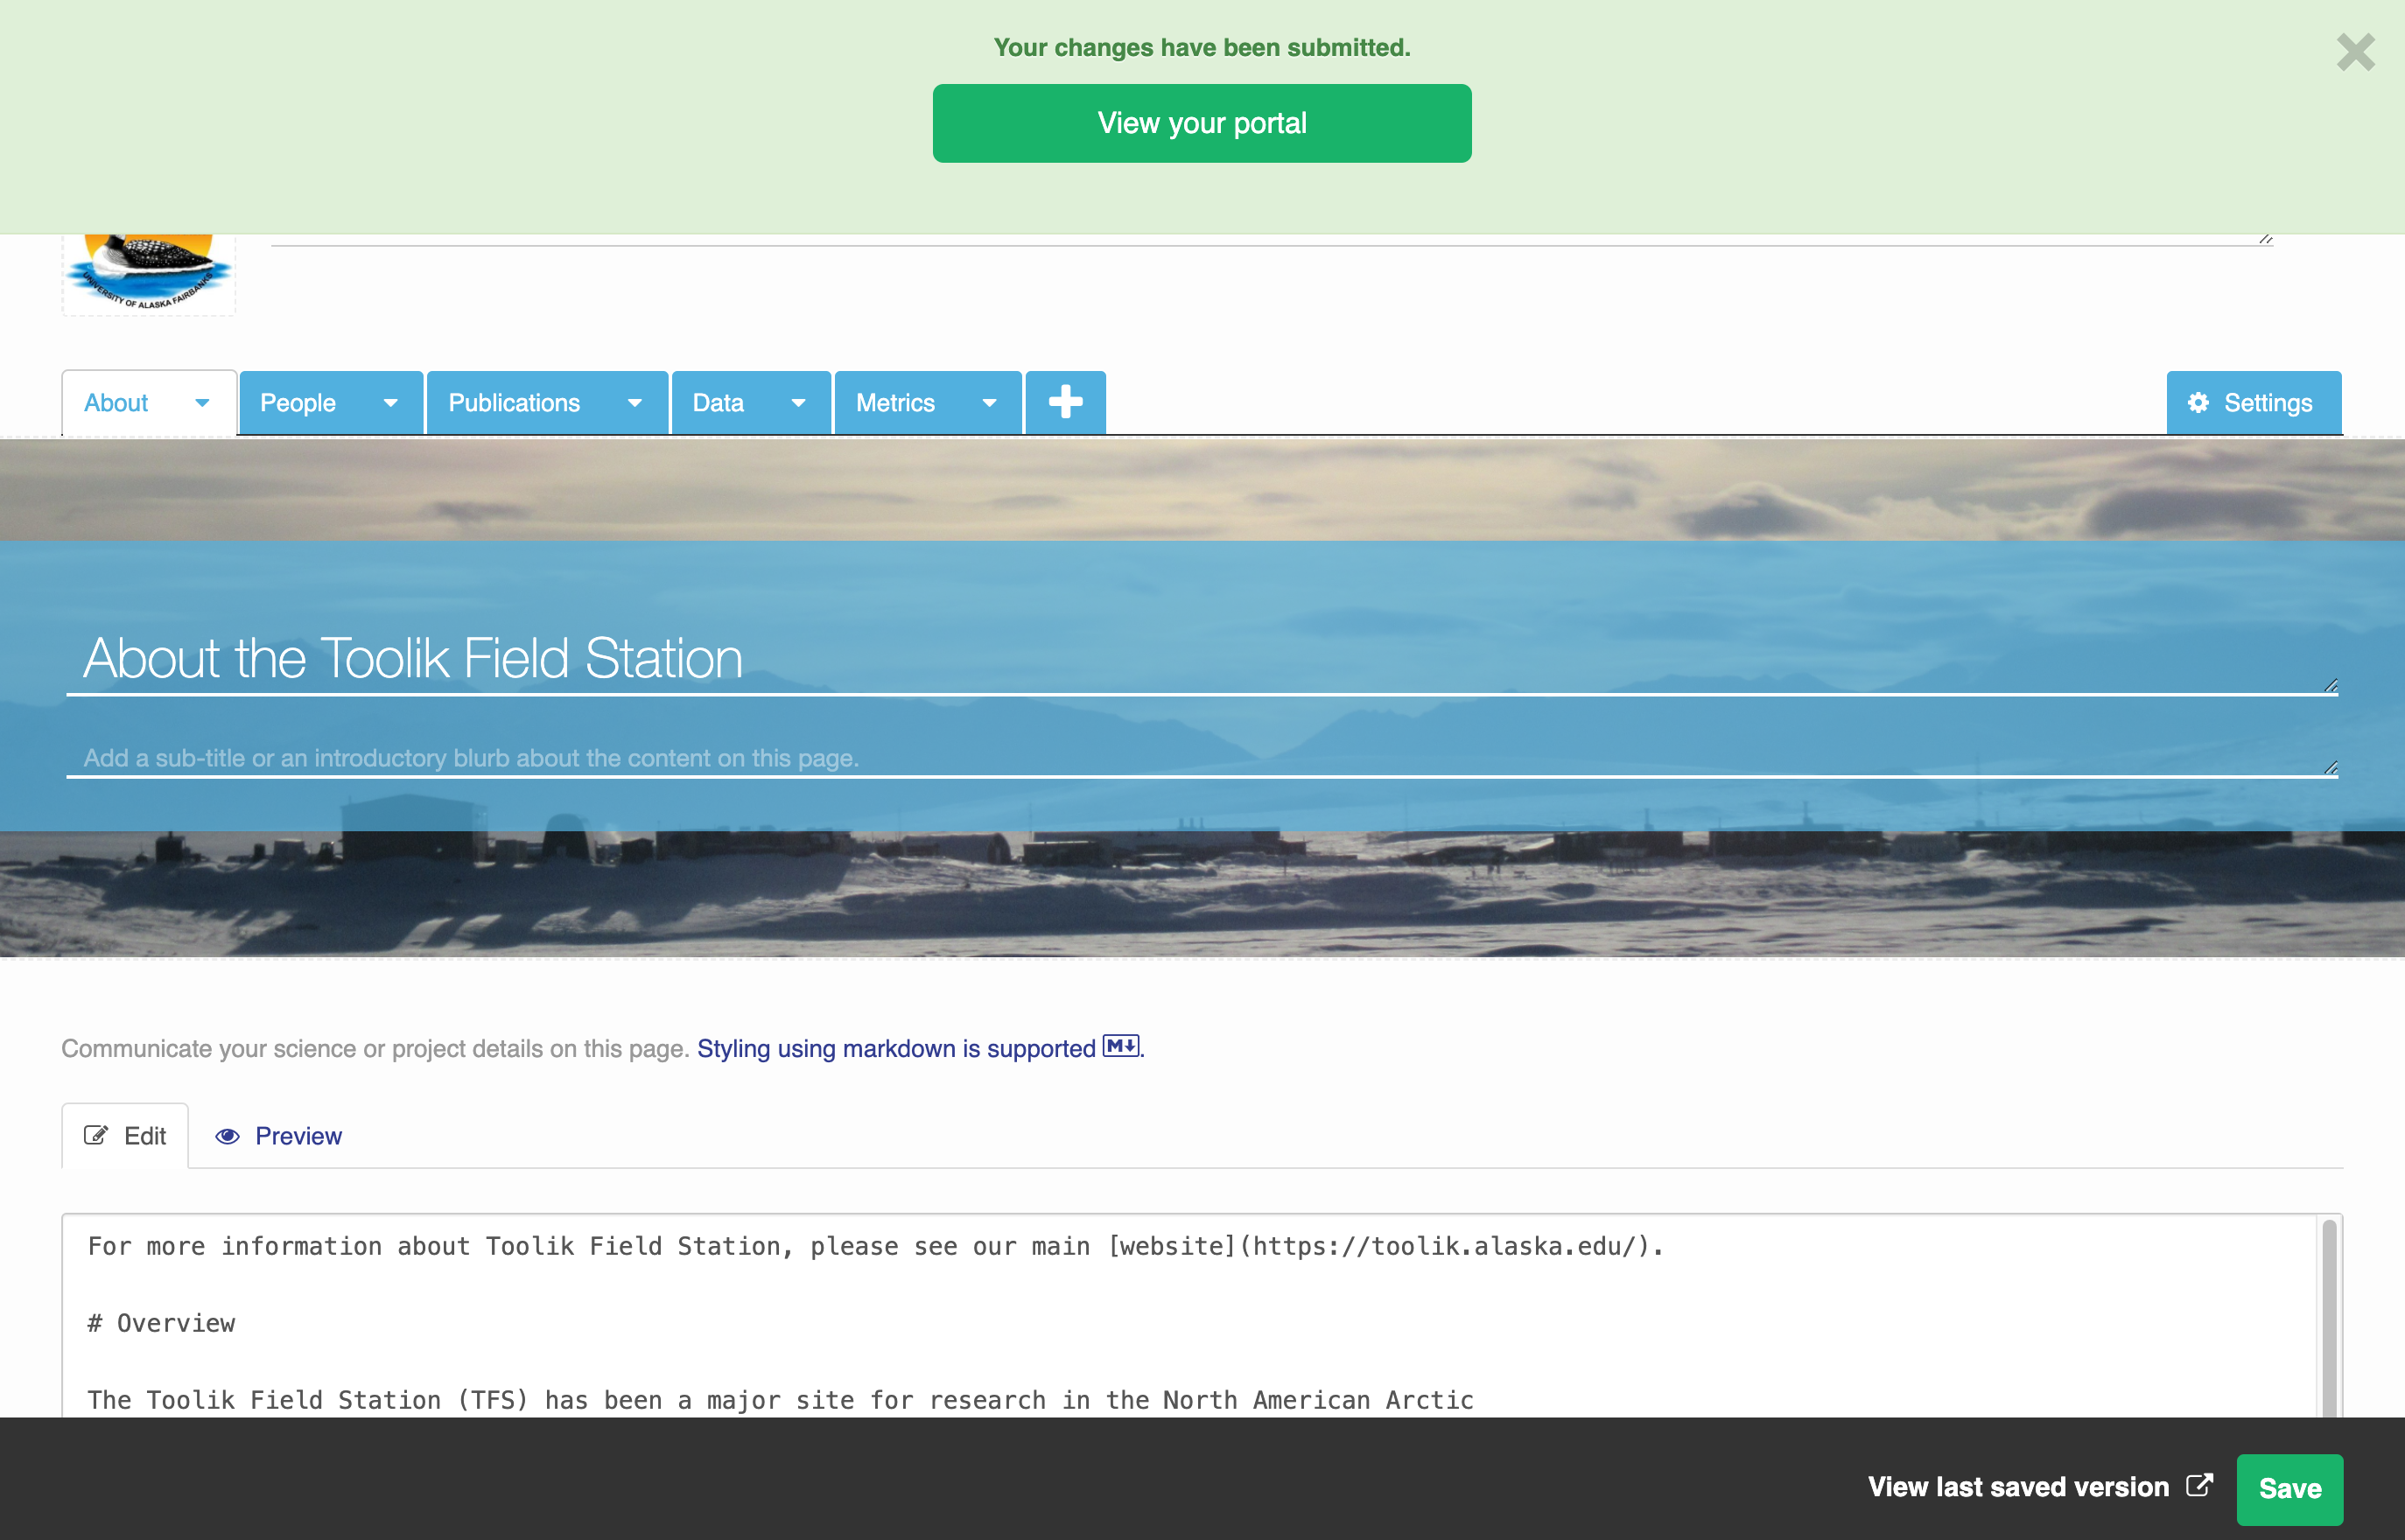 Your changes have been submitted.
View your portal
UNIVERSITY OF ALASKA FAIRBANKS
About People Publications Data Metrics Settings
About the Toolik Field Station
Add a sub-title or an introductory blurb about the content on this page.
Communicate your science or project details on this page. Styling using markdown is supported M.
Edit Preview
For more information about Toolik Field Station, please see our main [website](https://toolik.alaska.edu/).
# Overview
The Toolik Field Station (TFS) has been a major site for research in the North American Arctic
View last saved version Save